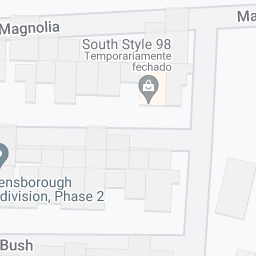 Magnolia
Ma
South Style 98
Temporariamente
fechado
ensborough
division, Phase 2
Bush